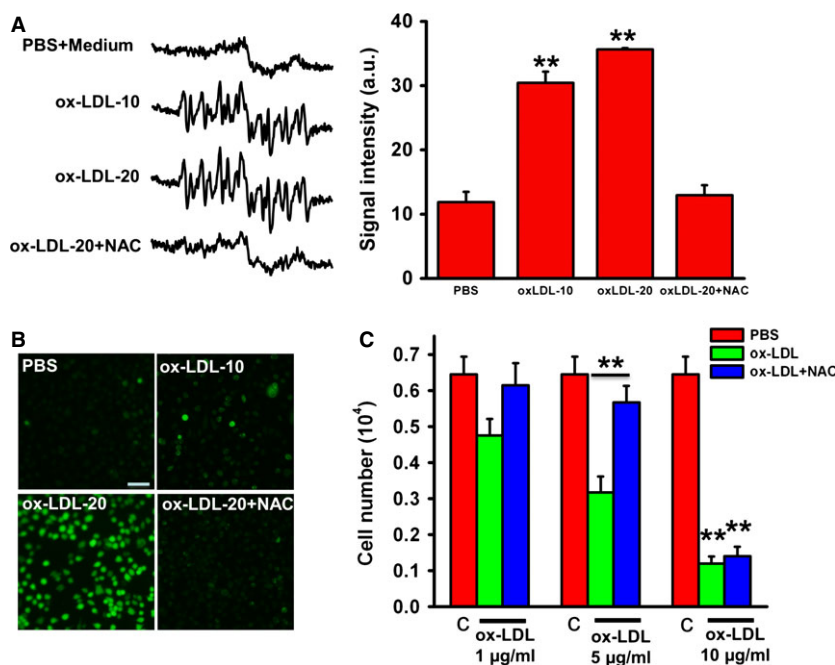 A
PBS+Medium
ox-LDL-10
ox-LDL-20
ox-LDL-20+NAC
Signal intensity (a.u.)
40
30
20
10
0
**
**
PBS
oxLDL-10
oxLDL-20
oxLDL-20+NAC
B
PBS
ox-LDL-10
ox-LDL-20
ox-LDL-20+NAC
C
PBS
ox-LDL
ox-LDL+NAC
Cell number (10⁴)
0.7
0.6
0.5
0.4
0.3
0.2
0.1
0.0
**
**
**
C
ox-LDL
1 µg/ml
C
ox-LDL
5 µg/ml
C
ox-LDL
10 µg/ml